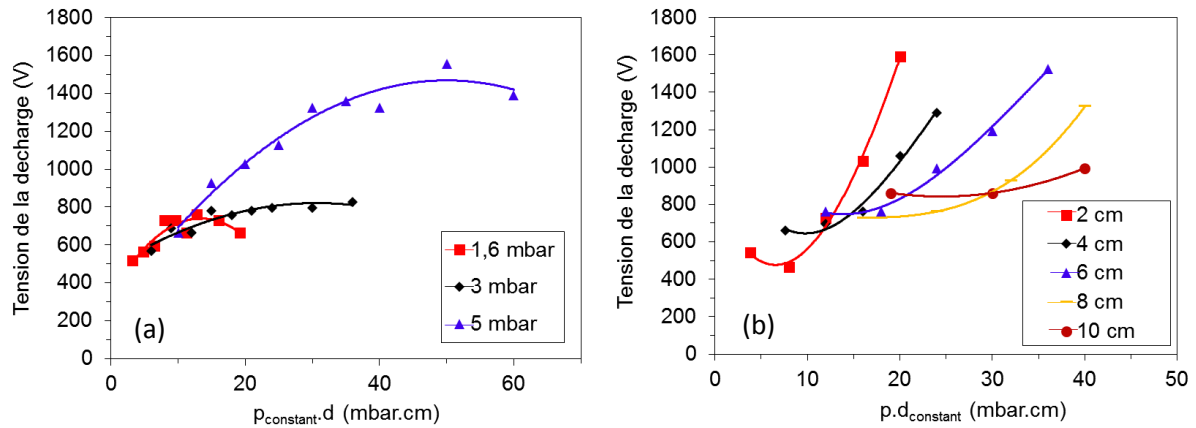 1800
1600
1400
1200
1000
800
600
400
200
0
Tension de la decharge (V)
(a)
1,6 mbar
3 mbar
5 mbar
0 20 40 60
pconstant.d (mbar.cm)
1800
1600
1400
1200
1000
800
600
400
200
0
Tension de la decharge (V)
(b)
2 cm
4 cm
6 cm
8 cm
10 cm
0 10 20 30 40 50
p.dconstant (mbar.cm)